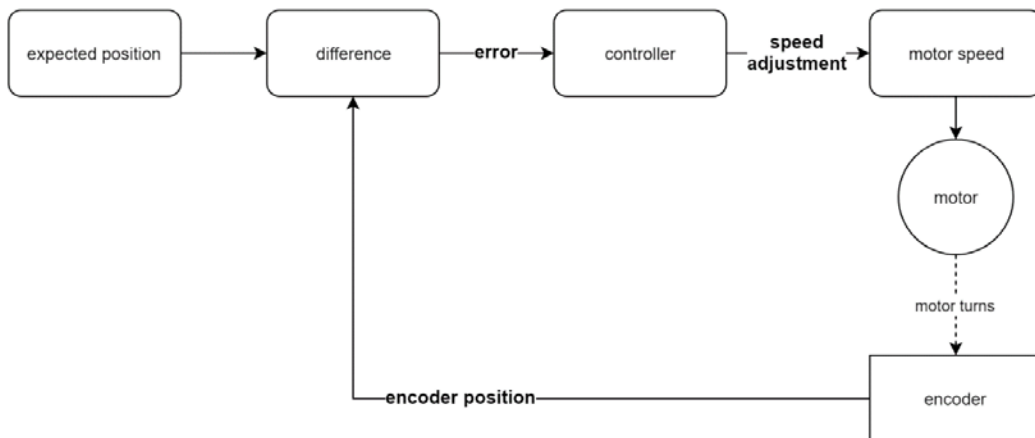 expected position
difference
error
controller
speed
adjustment
motor speed
motor
motor turns
encoder position
encoder